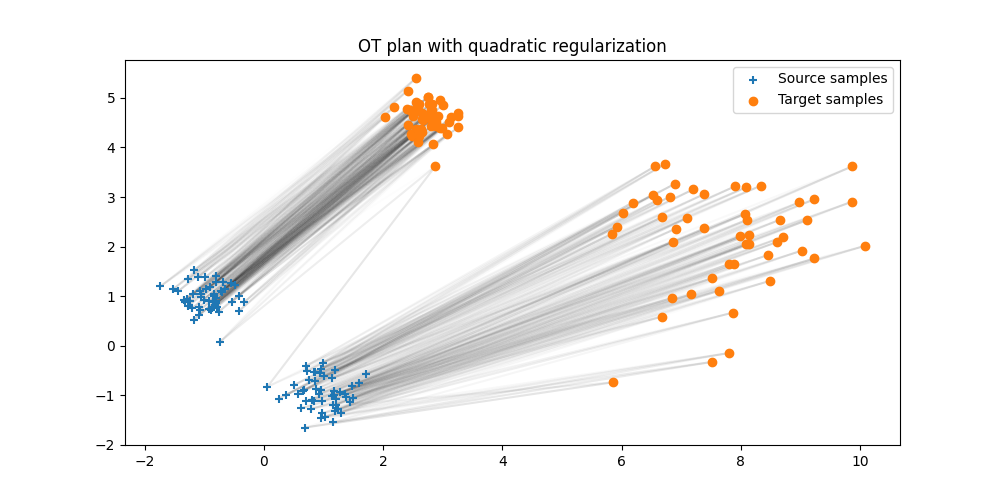 OT plan with quadratic regularization
Source samples
Target samples
5
4
3
2
1
0
−1
−2
−2 0 2 4 6 8 10